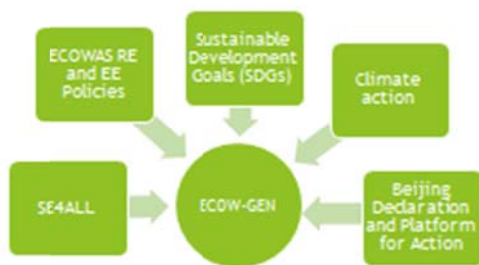 ECOWAS RE
and EE
Policies
Sustainable
Development
Goals (SDGs)
Climate
action
SE4ALL
ECOW-GEN
Beijing
Declaration
and Platform
for Action